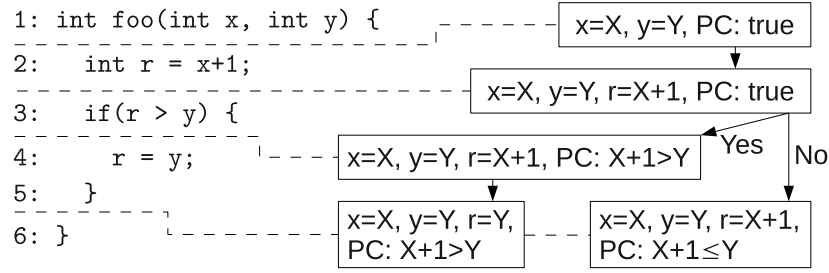 1: int foo(int x, int y) {
x=X, y=Y, PC: true
2: int r = x+1;
x=X, y=Y, r=X+1, PC: true
3: if(r > y) {
Yes
No
4: r = y;
x=X, y=Y, r=X+1, PC: X+1>Y
5: }
6: }
x=X, y=Y, r=Y,
PC: X+1>Y
x=X, y=Y, r=X+1,
PC: X+1≤Y